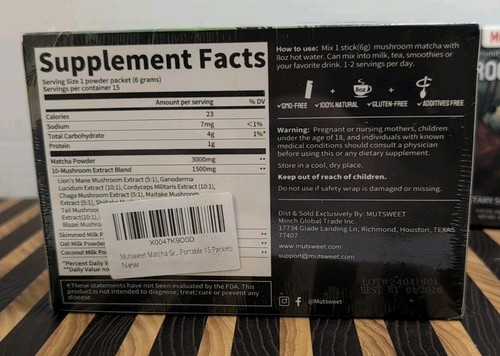 Supplement Facts
Serving Size 1 powder packet (6 grams)
Servings per container 15
Amount per serving % DV
Calories 23
Sodium 7mg <1%
Total Carbohydrate 4g 1%*
Protein 1g
Matcha Powder 3000mg **
10-Mushroom Extract Blend 1500mg **
Lion's Mane Mushroom Extract (5:1), Ganoderma
Lucidum Extract (10:1), Cordyceps Militaris Extract (10:1),
Chaga Mushroom Extract (5:1), Maitake Mushroom
Extract(5:1),
Tail Mushroo
Extract(10:1),
Blazei Mushro
Skimmed Milk P **
Oat Milk Powder **
Coconut Milk Po **
*Percent Daily V
**Daily Value no
X0047K9D0D
Mutsweet Matcha Gr...Portable 15 Packets
New
*These statements have not been evaluated by the FDA. This
product is not intended to diagnose, treat, cure or prevent any
disease.
How to use: Mix 1 stick(6g) mushroom matcha with
8oz hot water. Can mix into milk, tea, smoothies or
your favorite drink. 1-2 servings per day.
8oz
GMO-FREE 100% NATURAL GLUTEN-FREE ADDITIVES FREE
Warning: Pregnant or nursing mothers, children
under the age of 18, and individuals with known
medical conditions should consult a physician
before using this or any dietary supplement.
Store in a cool, dry place.
Keep out of reach of children.
Do not use if safety wrap is damaged or missing.
Dist & Sold Exclusively By: MUTSWEET
Minch Global Trade Inc.
17734 Glade Landing Ln, Richmond, Houston, TEXAS
77407
www.mutsweet.com
support@mutsweet.com
LOT#24041801
BEST BY 04/2026
@Mutsweet